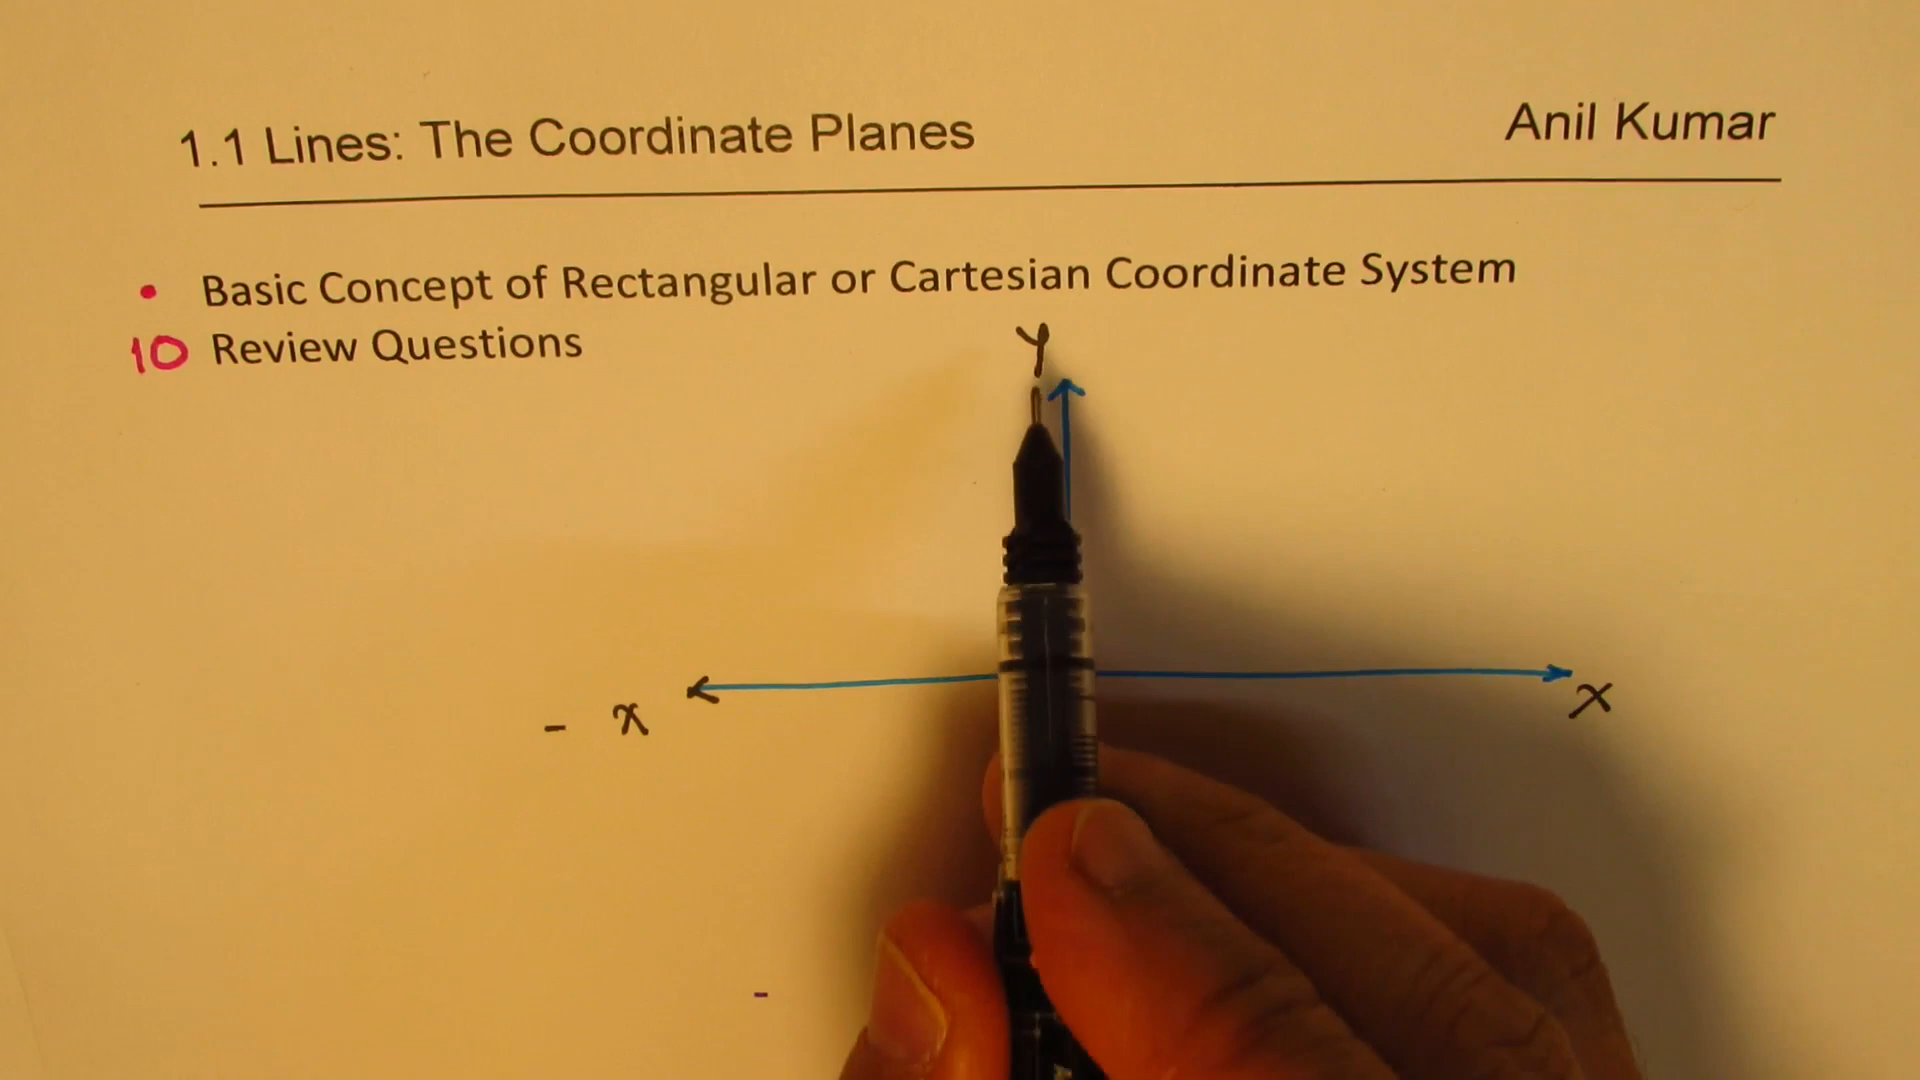 1.1 Lines: The Coordinate Planes
Anil Kumar
• Basic Concept of Rectangular or Cartesian Coordinate System
10 Review Questions
y
- x
x